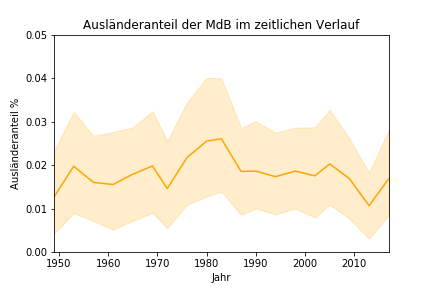 Ausländeranteil der MdB im zeitlichen Verlauf
Ausländeranteil %
0.05
0.04
0.03
0.02
0.01
0.00
1950 1960 1970 1980 1990 2000 2010
Jahr